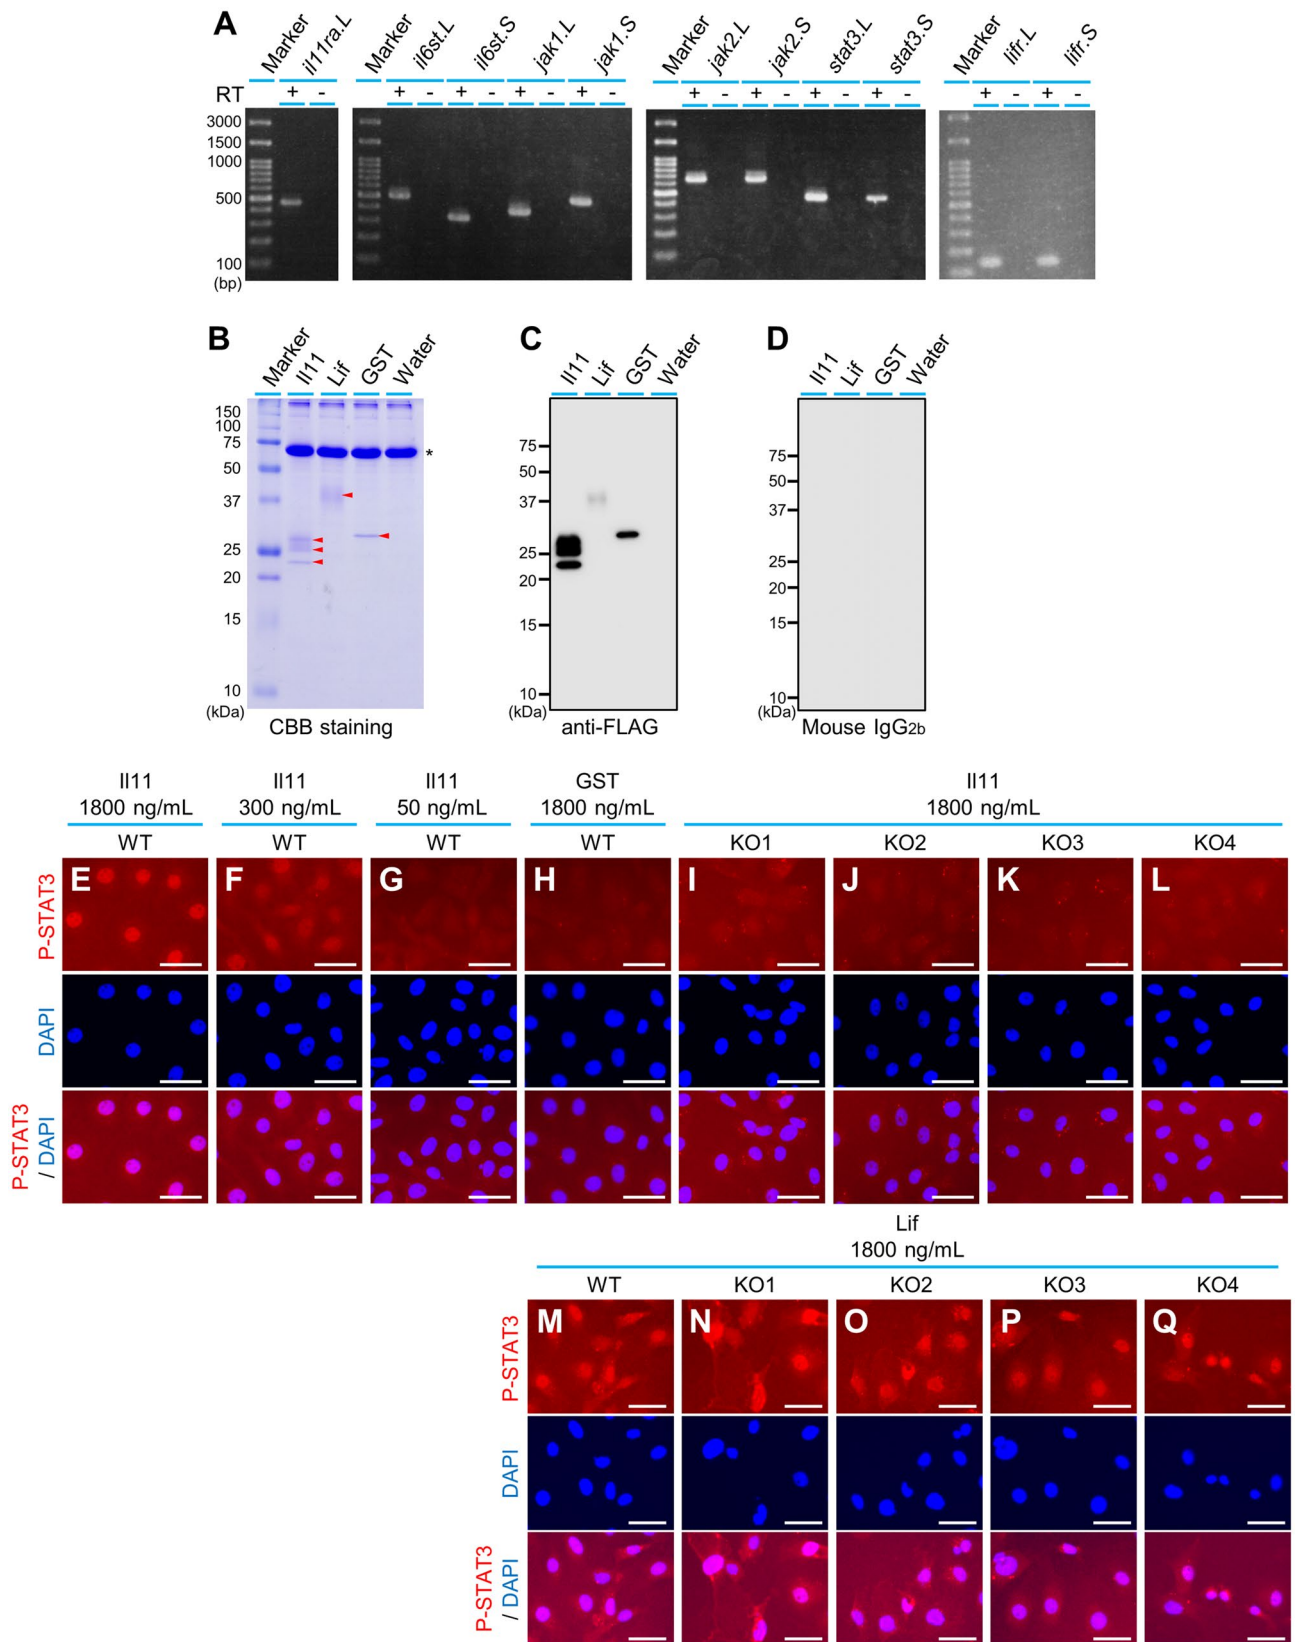 A
Marker il11ra.L Marker il6st.L il6st.S jak1.L jak1.S Marker jak2.L jak2.S stat3.L stat3.S Marker lifr.L lifr.S
RT + - + - + - + - + - + - + - + - + - + - + -
3000
1500
1000
500
100
(bp)
B C D
Marker Il11 Lif GST Water Il11 Lif GST Water Il11 Lif GST Water
150
100
75
50
37
25
20
15
10
(kDa)
*
75
50
37
25
20
15
10
(kDa)
75
50
37
25
20
15
10
(kDa)
CBB staining anti-FLAG Mouse IgG2b
Il11 Il11 Il11 GST Il11
1800 ng/mL 300 ng/mL 50 ng/mL 1800 ng/mL 1800 ng/mL
WT WT WT WT KO1 KO2 KO3 KO4
P-STAT3 E F G H I J K L
DAPI
P-STAT3
/ DAPI
Lif
1800 ng/mL
WT KO1 KO2 KO3 KO4
P-STAT3 M N O P Q
DAPI
P-STAT3
/ DAPI